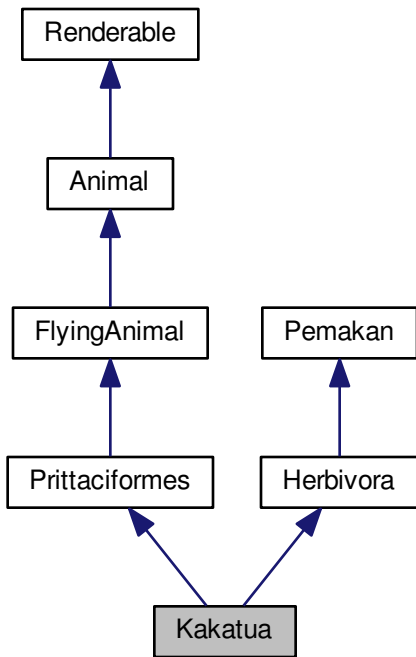 Renderable
Animal
FlyingAnimal
Pemakan
Prittaciformes
Herbivora
Kakatua